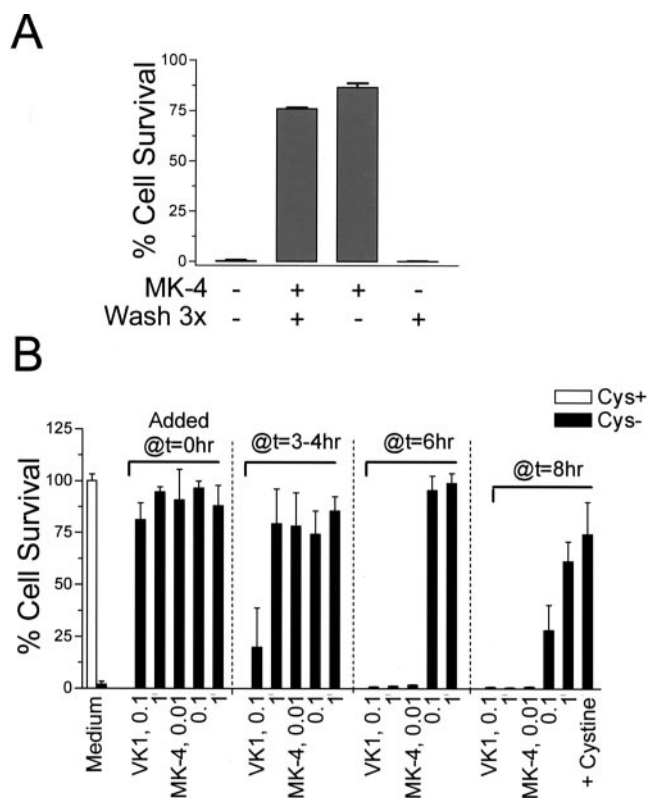 A
% Cell Survival
100
75
50
25
0
MK-4 - + + -
Wash 3x - + - +
B
Cys+
Cys-
% Cell Survival
125
100
75
50
25
0
Added
@t=0hr
@t=3-4hr
@t=6hr
@t=8hr
Medium
VK1, 0.1
1
MK-4, 0.01
0.1
1
VK1, 0.1
1
MK-4, 0.01
0.1
1
VK1, 0.1
1
MK-4, 0.01
0.1
1
VK1, 0.1
1
MK-4, 0.01
0.1
1
+ Cystine